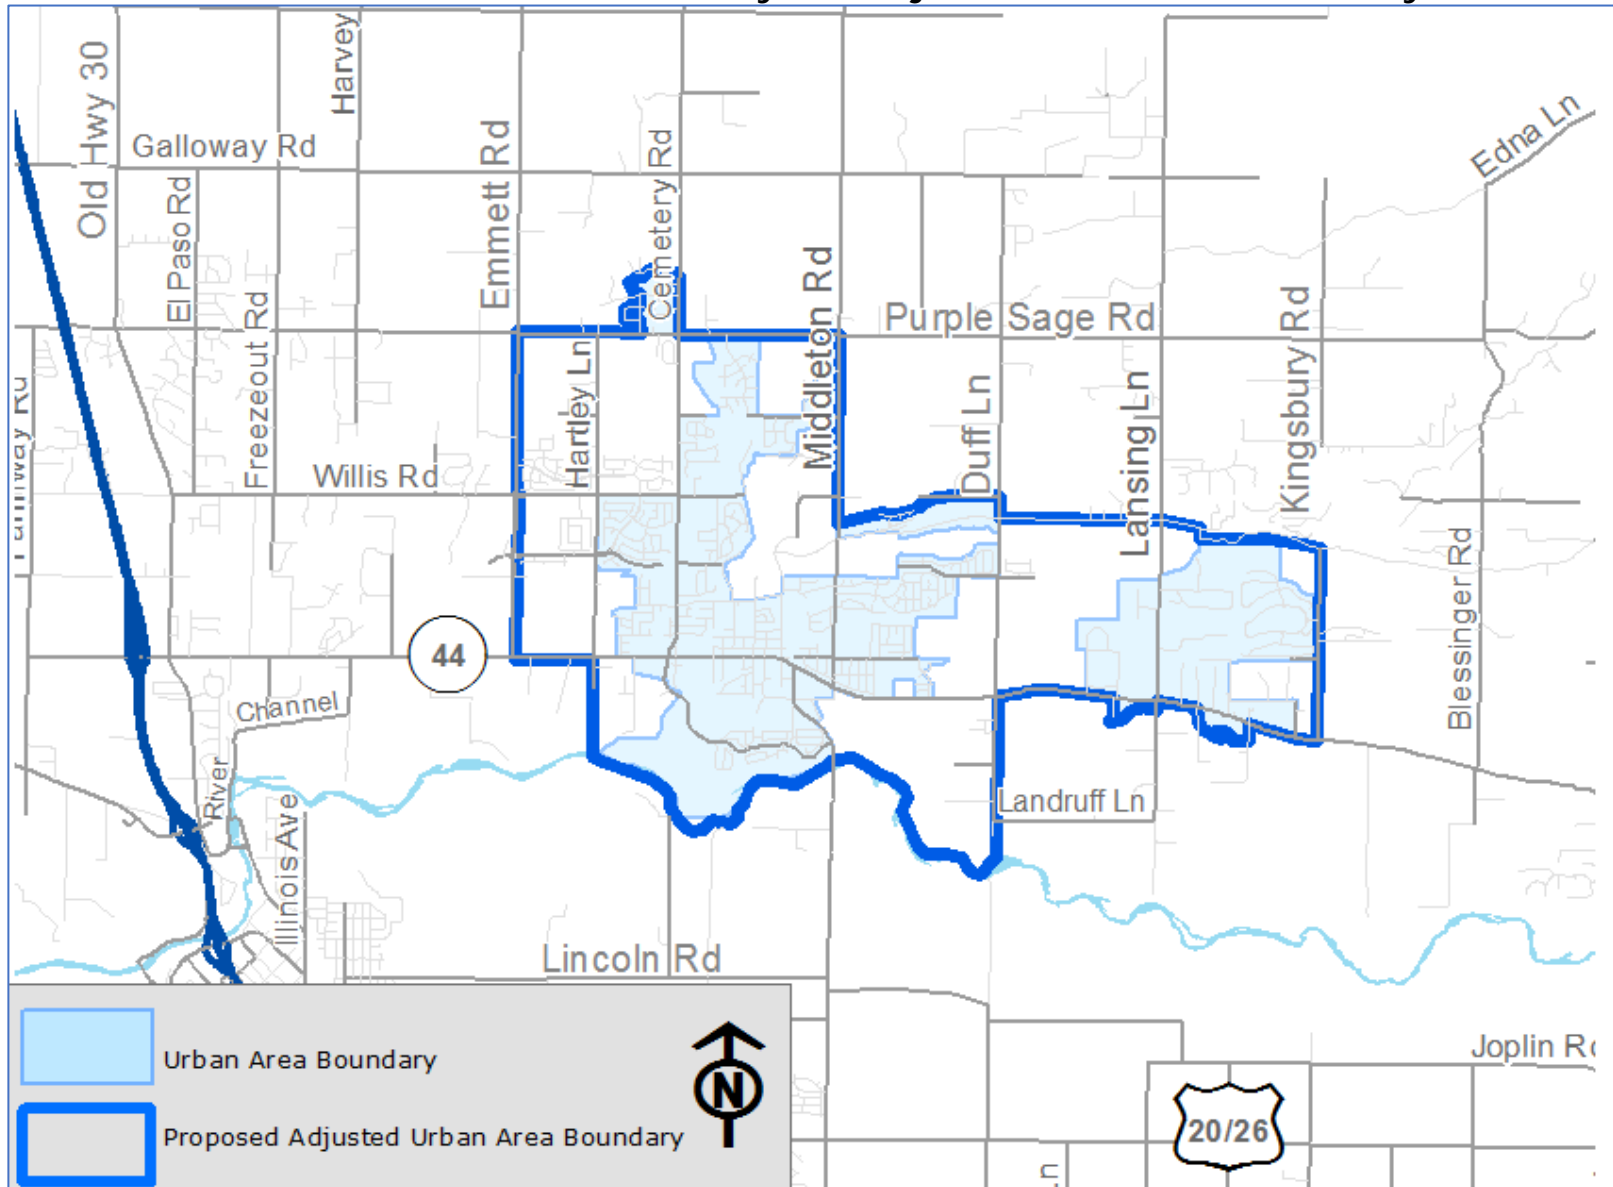 Old Hwy 30
Harvey
Galloway Rd
El Paso Rd
Freezeout Rd
Emmett Rd
Cemetery Rd
Middleton Rd
Purple Sage Rd
Edna Ln
Kingsbury Rd
Hartley Ln
Duff Ln
Lansing Ln
Willis Rd
Blessinger Rd
44
Channel
River
Illinois Ave
Landruff Ln
Lincoln Rd
Joplin
20/26
Urban Area Boundary
N
Proposed Adjusted Urban Area Boundary